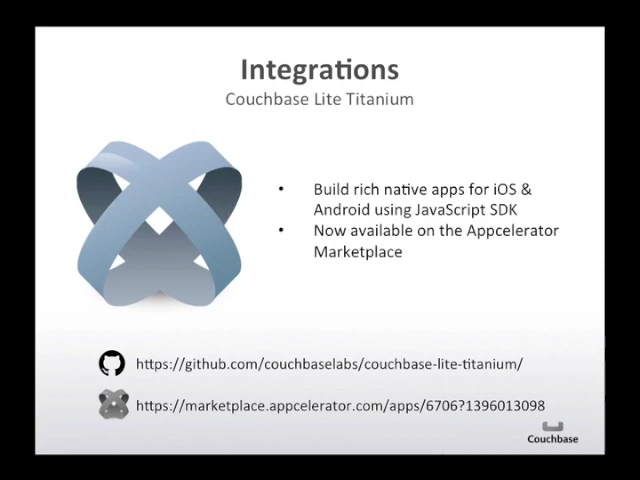 Integrations
Couchbase Lite Titanium
• Build rich native apps for iOS &
Android using JavaScript SDK
• Now available on the Appcelerator
Marketplace
https://github.com/couchbaselabs/couchbase-lite-titanium/
https://marketplace.appcelerator.com/apps/6706?1396013098
Couchbase